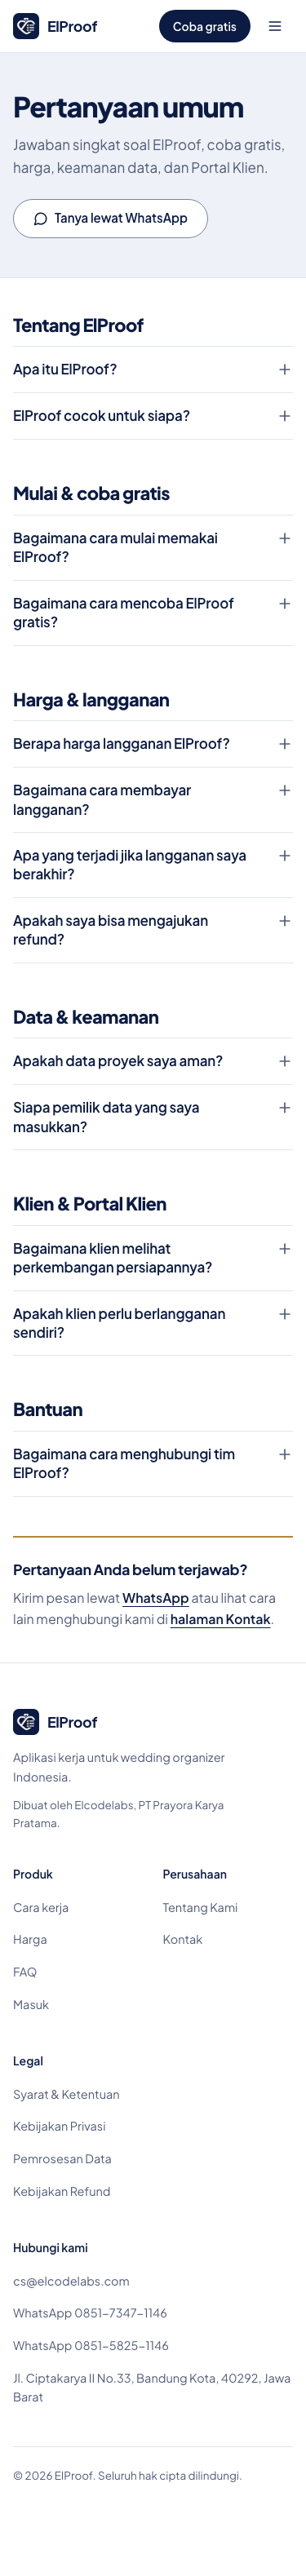 ElProof
Coba gratis
Pertanyaan umum
Jawaban singkat soal ElProof, coba gratis,
harga, keamanan data, dan Portal Klien.
Tanya lewat WhatsApp
Tentang ElProof
Apa itu ElProof?
ElProof cocok untuk siapa?
Mulai & coba gratis
Bagaimana cara mulai memakai
ElProof?
Bagaimana cara mencoba ElProof
gratis?
Harga & langganan
Berapa harga langganan ElProof?
Bagaimana cara membayar
langganan?
Apa yang terjadi jika langganan saya
berakhir?
Apakah saya bisa mengajukan
refund?
Data & keamanan
Apakah data proyek saya aman?
Siapa pemilik data yang saya
masukkan?
Klien & Portal Klien
Bagaimana klien melihat
perkembangan persiapannya?
Apakah klien perlu berlangganan
sendiri?
Bantuan
Bagaimana cara menghubungi tim
ElProof?
Pertanyaan Anda belum terjawab?
Kirim pesan lewat WhatsApp atau lihat cara
lain menghubungi kami di halaman Kontak.
ElProof
Aplikasi kerja untuk wedding organizer
Indonesia.
Dibuat oleh Elcodelabs, PT Prayora Karya
Pratama.
Produk
Cara kerja
Harga
FAQ
Masuk
Perusahaan
Tentang Kami
Kontak
Legal
Syarat & Ketentuan
Kebijakan Privasi
Pemrosesan Data
Kebijakan Refund
Hubungi kami
cs@elcodelabs.com
WhatsApp 0851-7347-1146
WhatsApp 0851-5825-1146
Jl. Ciptakarya II No.33, Bandung Kota, 40292, Jawa
Barat
© 2026 ElProof. Seluruh hak cipta dilindungi.